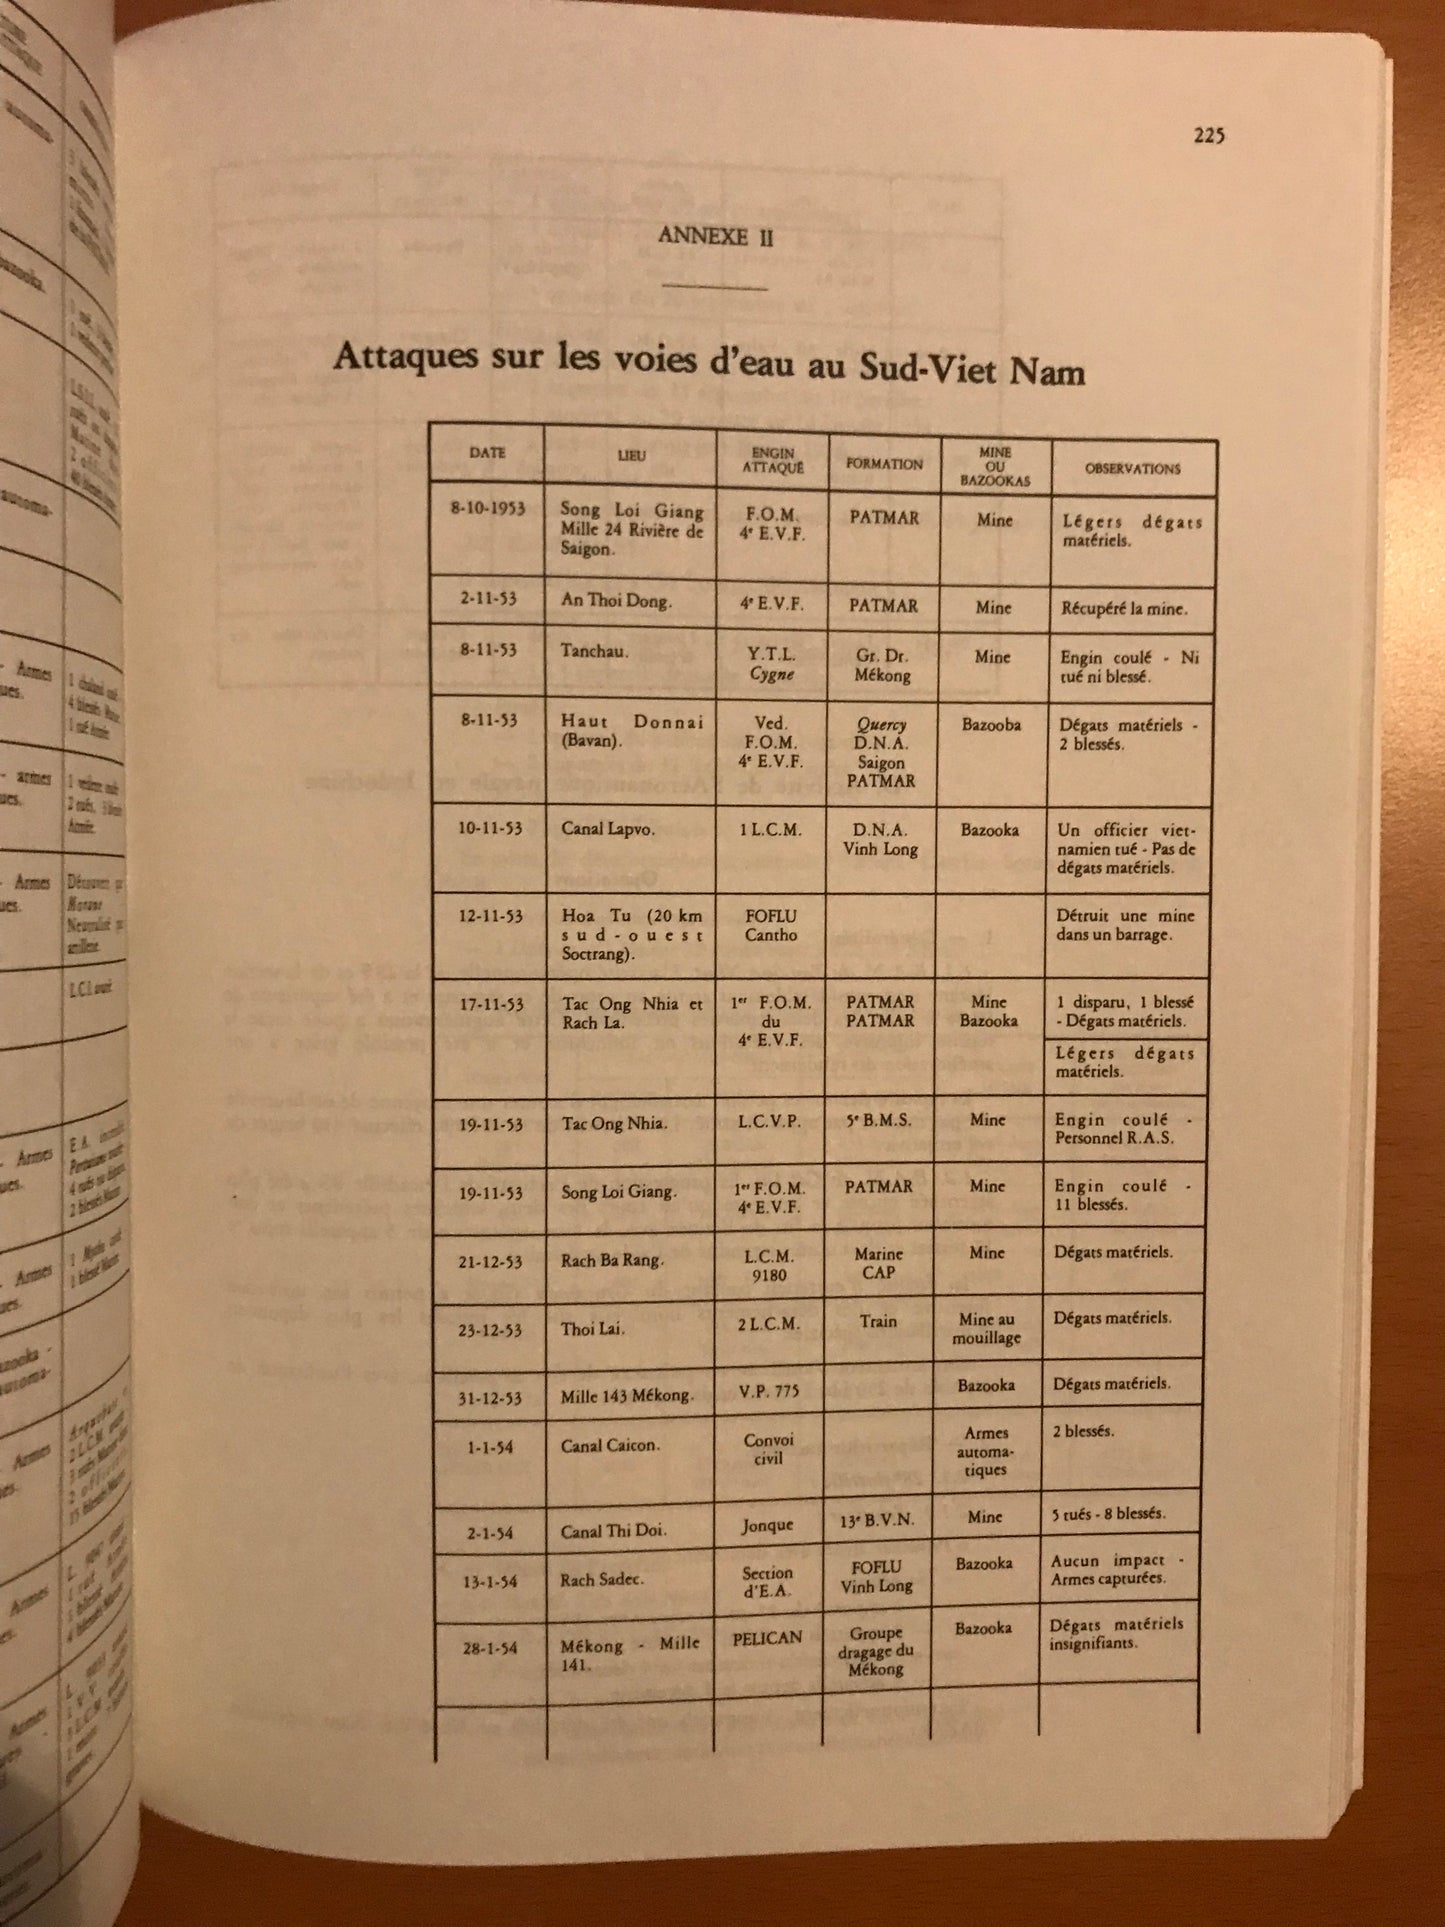 225
ANNEXE II
Attaques sur les voies d'eau au Sud-Viet Nam
DATE
LIEU
ENGIN
ATTAQUÉ
FORMATION
MINE
OU
BAZOOKAS
OBSERVATIONS
8-10-1953
Song Loi Giang
Mille 24 Rivière de
Saigon.
F.O.M.
4e E.V.F.
PATMAR
Mine
Légers dégats
matériels.
2-11-53
An Thoi Dong.
4e E.V.F.
PATMAR
Mine
Récupéré la mine.
8-11-53
Tanchau.
Y.T.L.
Cygne
Gr. Dr.
Mékong
Mine
Engin coulé - Ni
tué ni blessé.
8-11-53
Haut Donnai
(Bavan).
Ved.
F.O.M.
4e E.V.F.
Quercy
D.N.A.
Saigon
PATMAR
Bazooba
Dégats matériels -
2 blessés.
10-11-53
Canal Lapvo.
1 L.C.M.
D.N.A.
Vinh Long
Bazooka
Un officier viet-
namien tué - Pas de
dégats matériels.
12-11-53
Hoa Tu (20 km
sud-ouest
Soctrang).
FOFLU
Cantho
Détruit une mine
dans un barrage.
17-11-53
Tac Ong Nhia et
Rach La.
1er F.O.M.
du
4e E.V.F.
PATMAR
PATMAR
Mine
Bazooka
1 disparu, 1 blessé
- Dégats matériels.
Légers dégats
matériels.
19-11-53
Tac Ong Nhia.
L.C.V.P.
5e B.M.S.
Mine
Engin coulé -
Personnel R.A.S.
19-11-53
Song Loi Giang.
1er F.O.M.
4e E.V.F.
PATMAR
Mine
Engin coulé -
11 blessés.
21-12-53
Rach Ba Rang.
L.C.M.
9180
Marine
CAP
Mine
Dégats matériels.
23-12-53
Thoi Lai.
2 L.C.M.
Train
Mine au
mouillage
Dégats matériels.
31-12-53
Mille 143 Mékong.
V.P. 775
Bazooka
Dégats matériels.
1-1-54
Canal Caicon.
Convoi
civil
Armes
automa-
tiques
2 blessés.
2-1-54
Canal Thi Doi.
Jonque
13e B.V.N.
Mine
5 tués - 8 blessés.
13-1-54
Rach Sadec.
Section
d'E.A.
FOFLU
Vinh Long
Bazooka
Aucun impact -
Armes capturées.
28-1-54
Mékong - Mille
141.
PELICAN
Groupe
dragage du
Mékong
Bazooka
Dégats matériels
insignifiants.